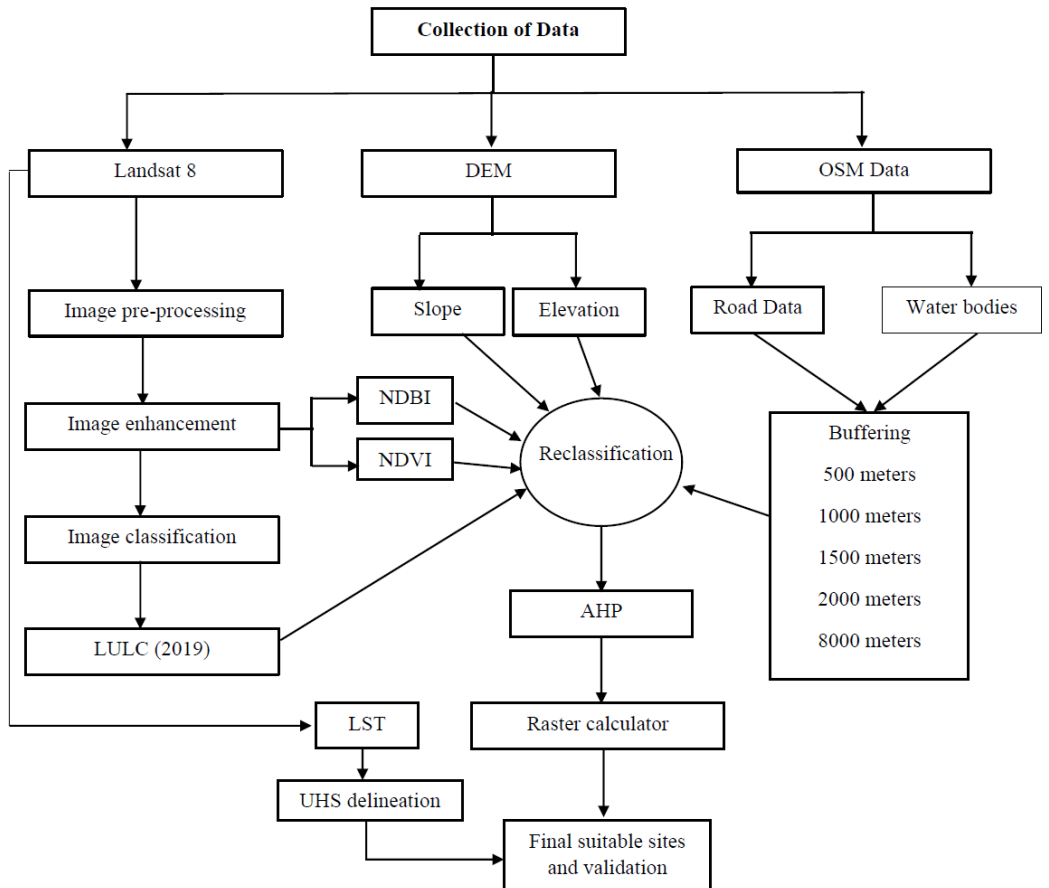 Collection of Data
Landsat 8
DEM
OSM Data
Image pre-processing
Slope
Elevation
Road Data
Water bodies
Image enhancement
NDBI
NDVI
Reclassification
Buffering
500 meters
1000 meters
1500 meters
2000 meters
8000 meters
Image classification
LULC (2019)
AHP
LST
Raster calculator
UHS delineation
Final suitable sites
and validation